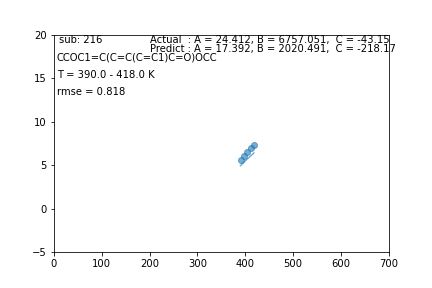 sub: 216
Actual : A = 24.412, B = 6757.051, C = -43.15
Predict : A = 17.392, B = 2020.491, C = -218.17
CCOC1=C(C=C(C=C1)C=O)OCC
T = 390.0 - 418.0 K
rmse = 0.818
20
15
10
5
0
−5
0 100 200 300 400 500 600 700